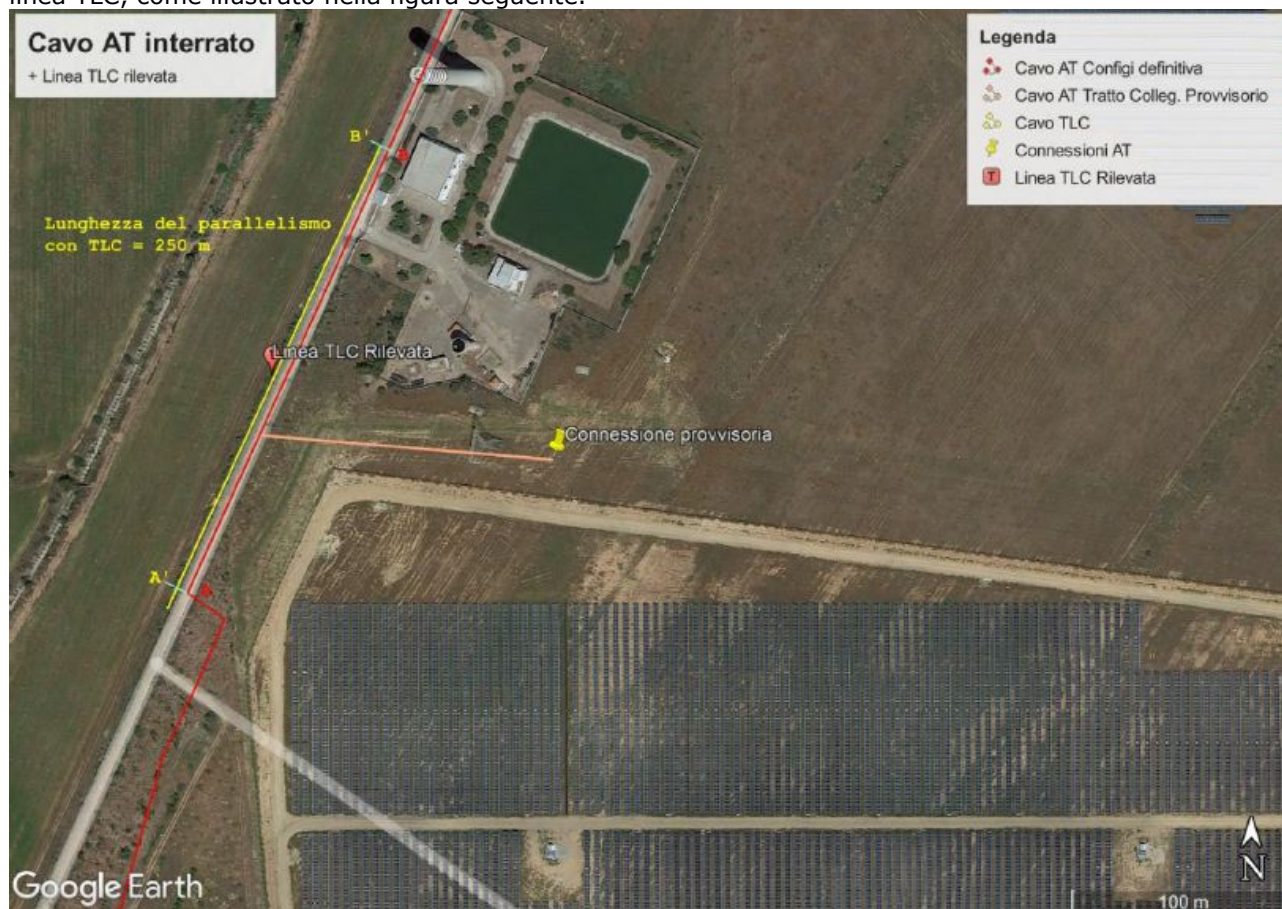 linea TLC, come illustrato nella figura seguente.
Cavo AT interrato
+ Linea TLC rilevata
Legenda
Cavo AT Configi definitiva
Cavo AT Tratto Colleg. Provvisorio
Cavo TLC
Connessioni AT
T Linea TLC Rilevata
B'
B
Lunghezza del parallelismo
con TLC = 250 m
Linea TLC Rilevata
Connessione provvisoria
A'
A
Google Earth
N
100 m